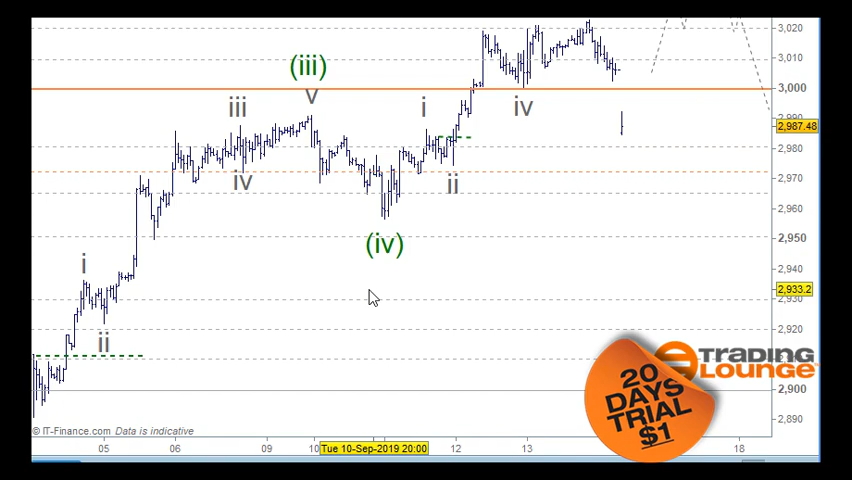 3,020
3,010
3,000
2,990
2,987.48
2,980
2,970
2,960
2,950
2,940
2,933.2
2,930
2,920
2,910
2,900
2,890
(iii)
v
iii
i
iv
iv
ii
(iv)
i
ii
TRADING
LOUNGE
20
DAYS
TRIAL
$1
© IT-Finance.com Data is indicative
05 06 09 10 Tue 10-Sep-2019 20:00 12 13 18